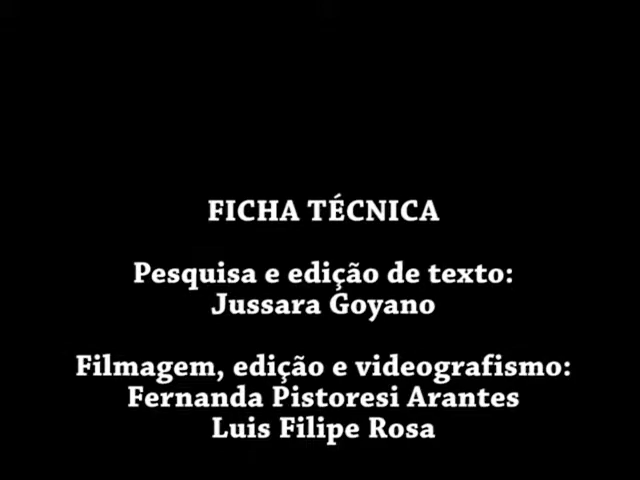 FICHA TÉCNICA
Pesquisa e edição de texto:
Jussara Goyano
Filmagem, edição e videografismo:
Fernanda Pistoresi Arantes
Luis Filipe Rosa